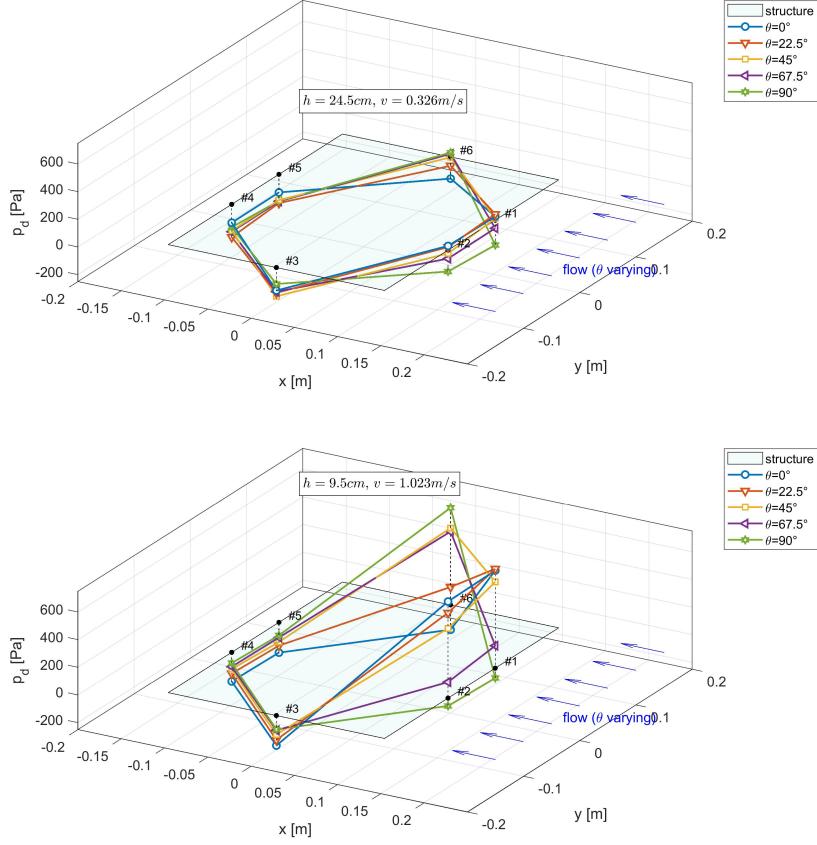 structure
θ=0°
θ=22.5°
θ=45°
θ=67.5°
θ=90°
h = 24.5cm, v = 0.326m/s
#6
#5
#4
#1
#2
#3
600
400
200
0
-200
p_d [Pa]
-0.2
-0.15
-0.1
-0.05
0
0.05
0.1
0.15
0.2
x [m]
-0.2
-0.1
0
0.1
0.2
y [m]
flow (θ varying)
structure
θ=0°
θ=22.5°
θ=45°
θ=67.5°
θ=90°
h = 9.5cm, v = 1.023m/s
#6
#5
#4
#1
#2
#3
600
400
200
0
-200
p_d [Pa]
-0.2
-0.15
-0.1
-0.05
0
0.05
0.1
0.15
0.2
x [m]
-0.2
-0.1
0
0.1
0.2
y [m]
flow (θ varying)